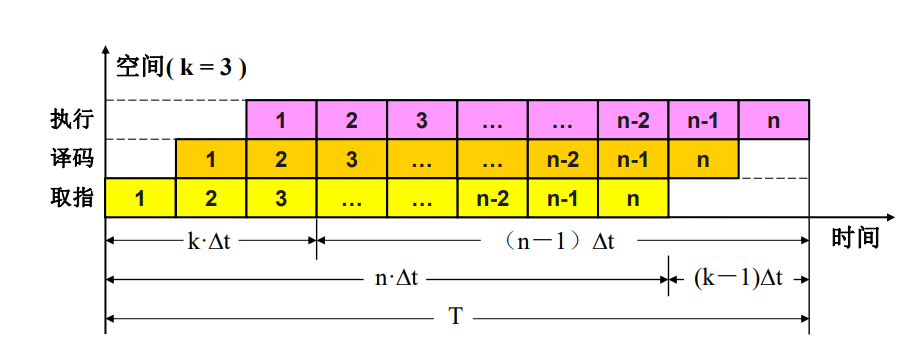 空间( k = 3 )
执行 1 2 3 … … n-2 n-1 n
译码 1 2 3 … … n-2 n-1 n
取指 1 2 3 … … n-2 n-1 n
k·Δt （n－1）Δt 时间
n·Δt (k－1)Δt
T